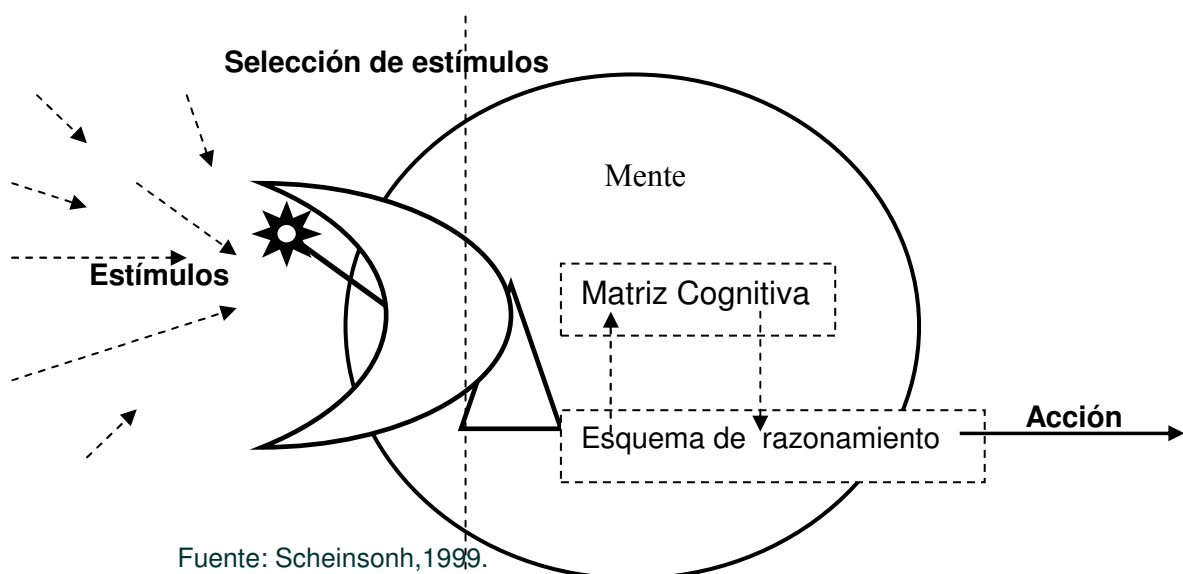 Selección de estímulos
Mente
Estímulos
Matriz Cognitiva
Acción
Esquema de razonamiento
Fuente: Scheinsonh,1999.